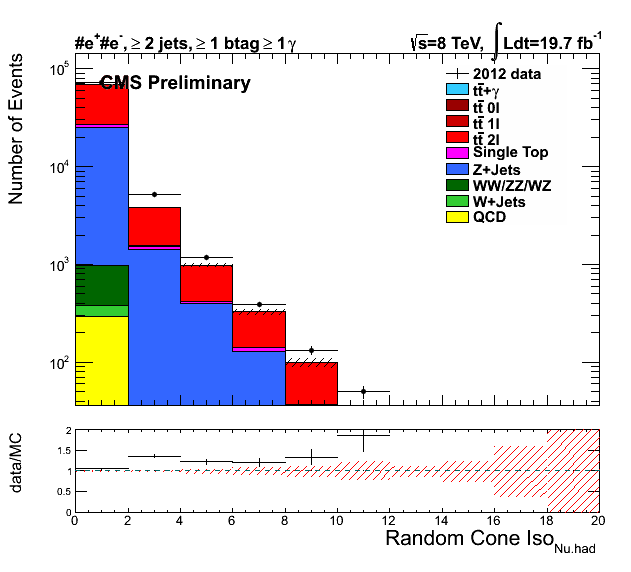 #e⁺#e⁻, ≥ 2 jets, ≥ 1 btag ≥ 1 γ
√s=8 TeV, ∫ Ldt=19.7 fb⁻¹
CMS Preliminary
Number of Events
10⁵
10⁴
10³
10²
2012 data
tt̄+γ
tt̄ 0l
tt̄ 1l
tt̄ 2l
Single Top
Z+Jets
WW/ZZ/WZ
W+Jets
QCD
data/MC
2
1.5
1
0.5
0
0 2 4 6 8 10 12 14 16 18 20
Random Cone Iso_Nu.had